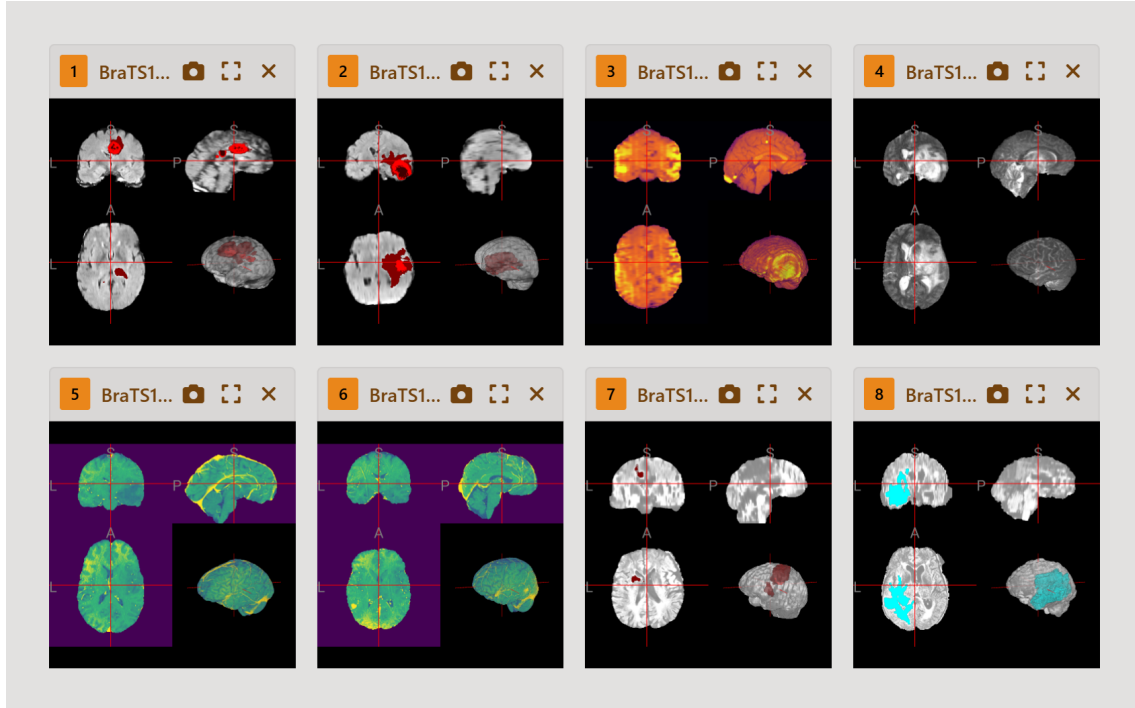 1 BraTS1...
2 BraTS1...
3 BraTS1...
4 BraTS1...
S S
L P
A
L
S S
L P
A
L
S S
L P
A
L
S S
L P
A
L
5 BraTS1...
6 BraTS1...
7 BraTS1...
8 BraTS1...
S S
L P
A
L
S S
L P
A
L
S S
L P
A
L
S S
L P
A
L